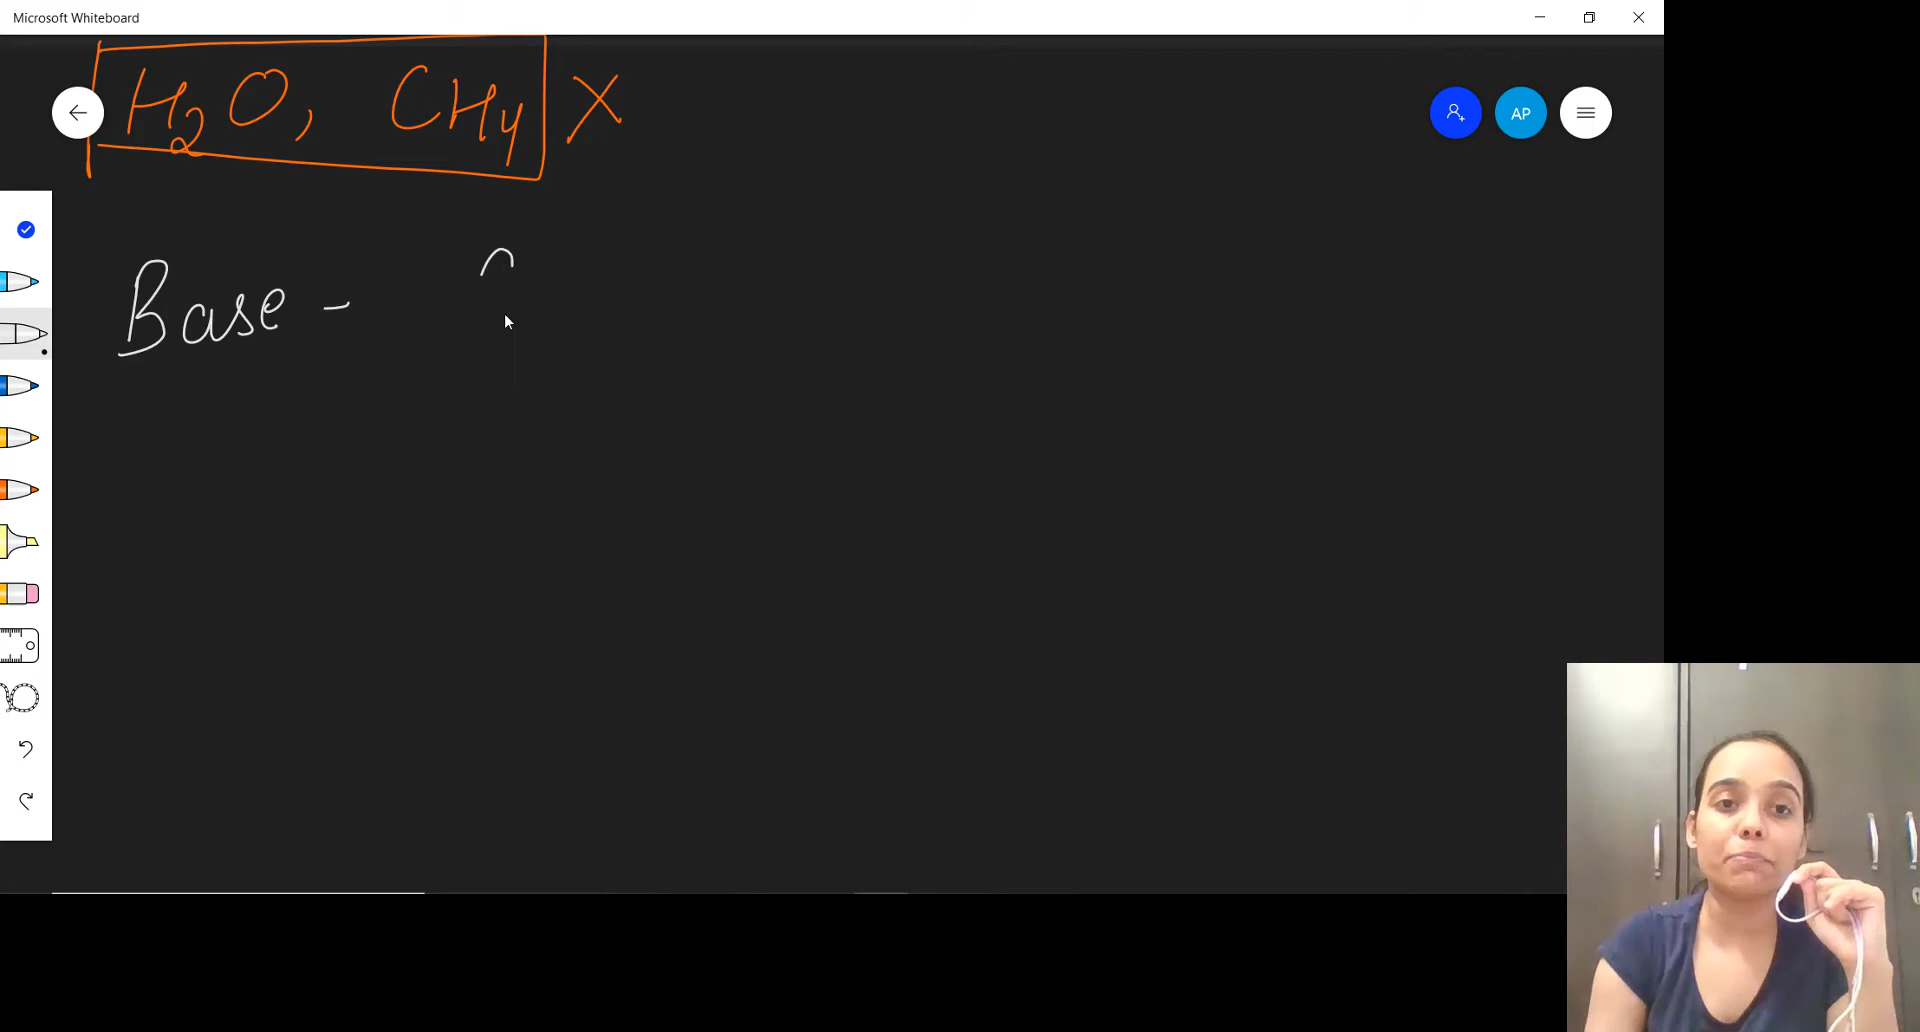 Microsoft Whiteboard
H2O, CH4 X
AP
Base -